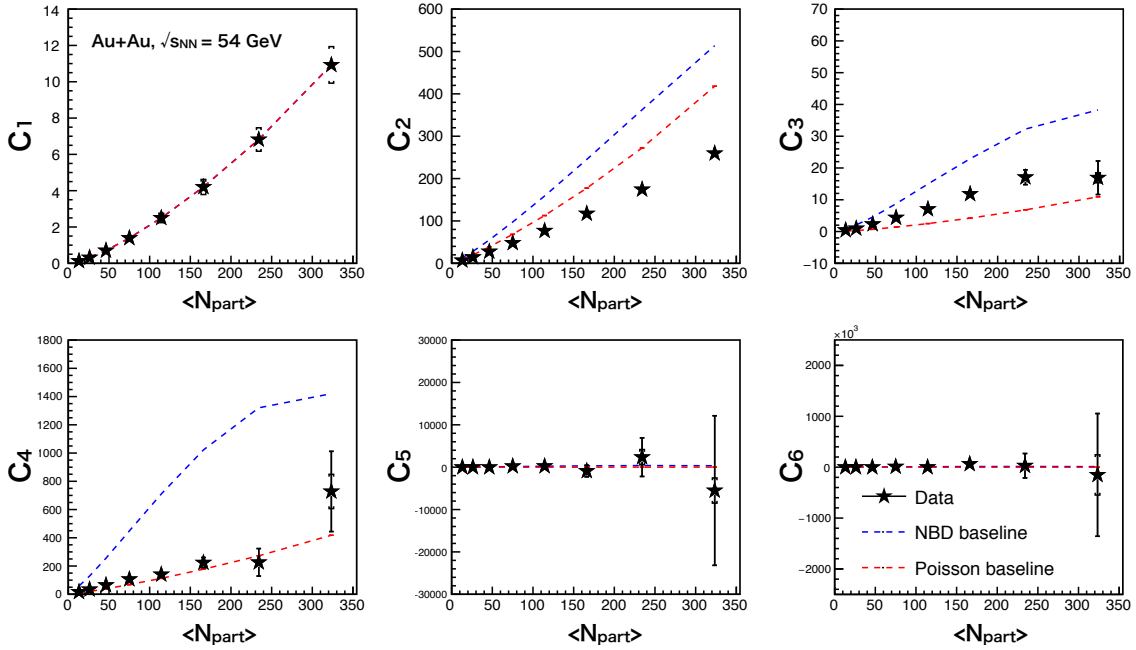 Au+Au, √sNN = 54 GeV
C1
14
12
10
8
6
4
2
0
0 50 100 150 200 250 300 350
<Npart>
C2
600
500
400
300
200
100
0
0 50 100 150 200 250 300 350
<Npart>
C3
70
60
50
40
30
20
10
0
−10
0 50 100 150 200 250 300 350
<Npart>
C4
1800
1600
1400
1200
1000
800
600
400
200
0
0 50 100 150 200 250 300 350
<Npart>
C5
30000
20000
10000
0
-10000
-20000
-30000
0 50 100 150 200 250 300 350
<Npart>
C6
×10³
2000
1000
0
−1000
−2000
0 50 100 150 200 250 300 350
<Npart>
Data
NBD baseline
Poisson baseline